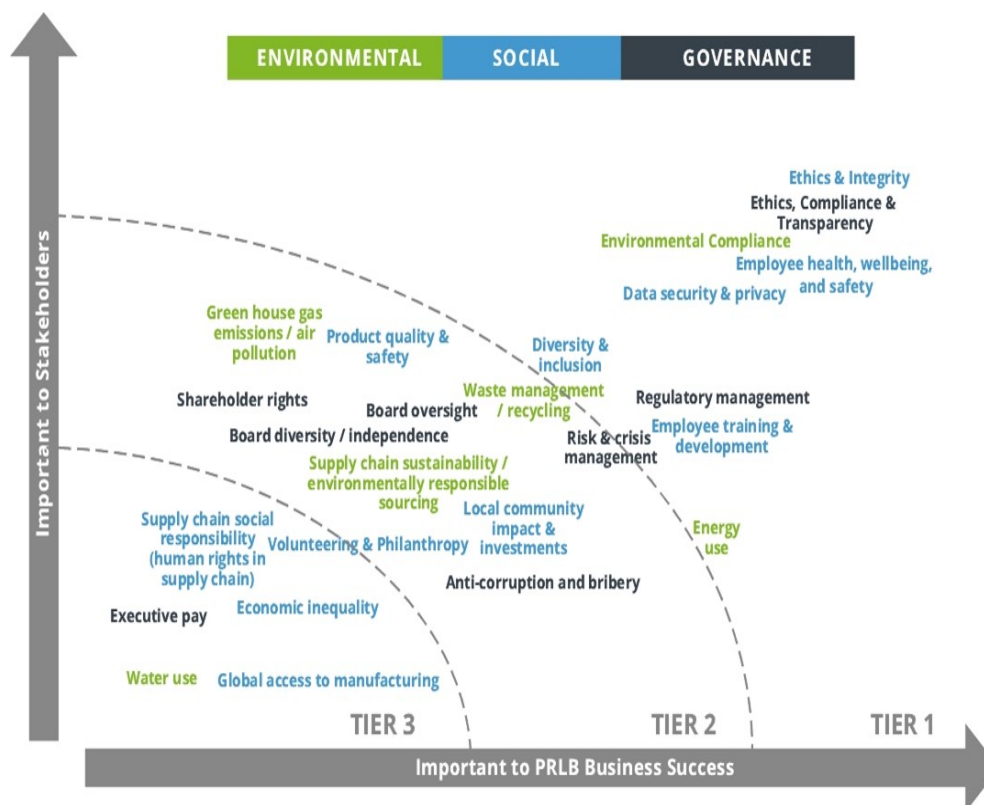 ENVIRONMENTAL
SOCIAL
GOVERNANCE
Important to Stakeholders
Ethics & Integrity
Ethics, Compliance &
Transparency
Environmental Compliance
Employee health, wellbeing,
and safety
Data security & privacy
Green house gas
emissions / air
pollution
Product quality &
safety
Diversity &
inclusion
Shareholder rights
Board oversight
Waste management
/ recycling
Regulatory management
Board diversity / independence
Risk & crisis
management
Employee training &
development
Supply chain sustainability /
environmentally responsible
sourcing
Local community
impact &
investments
Energy
use
Supply chain social
responsibility
(human rights in
supply chain)
Volunteering & Philanthropy
Anti-corruption and bribery
Executive pay
Economic inequality
Water use
Global access to manufacturing
TIER 3
TIER 2
TIER 1
Important to PRLB Business Success